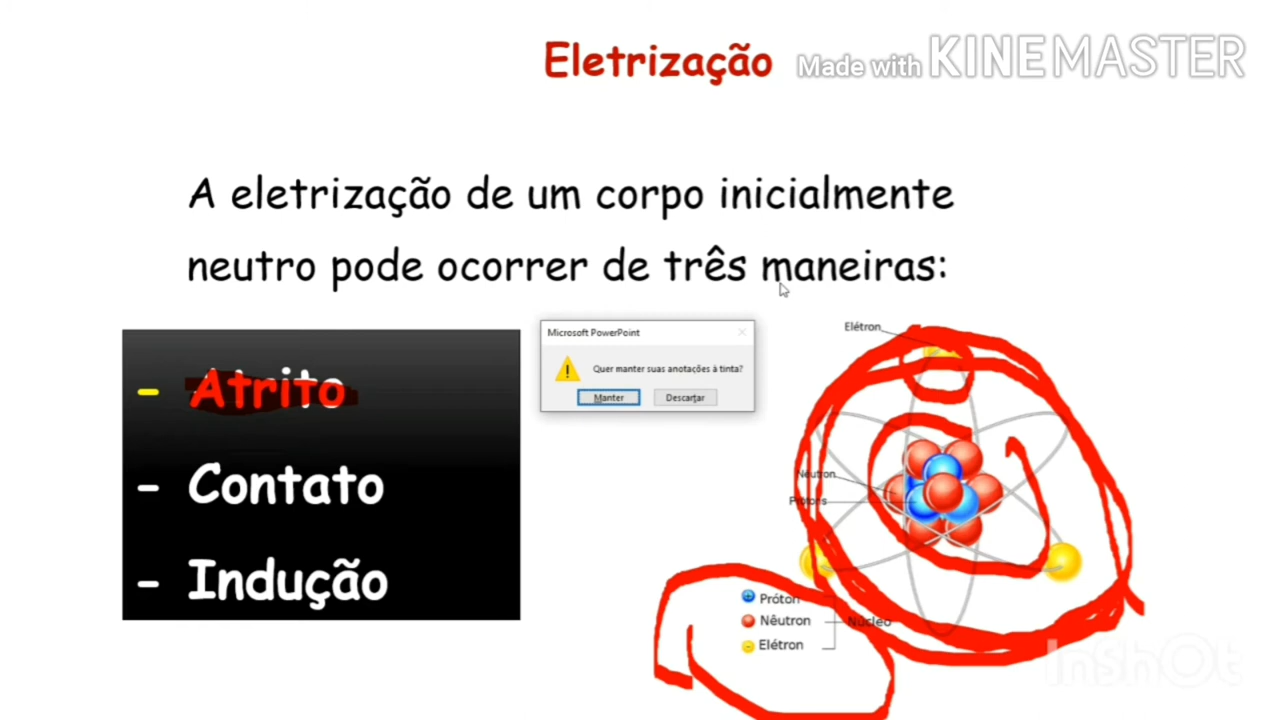 Eletrização
Made with KINEMASTER
A eletrização de um corpo inicialmente
neutro pode ocorrer de três maneiras:
- Atrito
- Contato
- Indução
Microsoft PowerPoint
Quer manter suas anotações à tinta?
Manter
Descartar
Elétron
Nêutron
Prótons
Próton
Nêutron
Elétron
Núcleo
InShOt